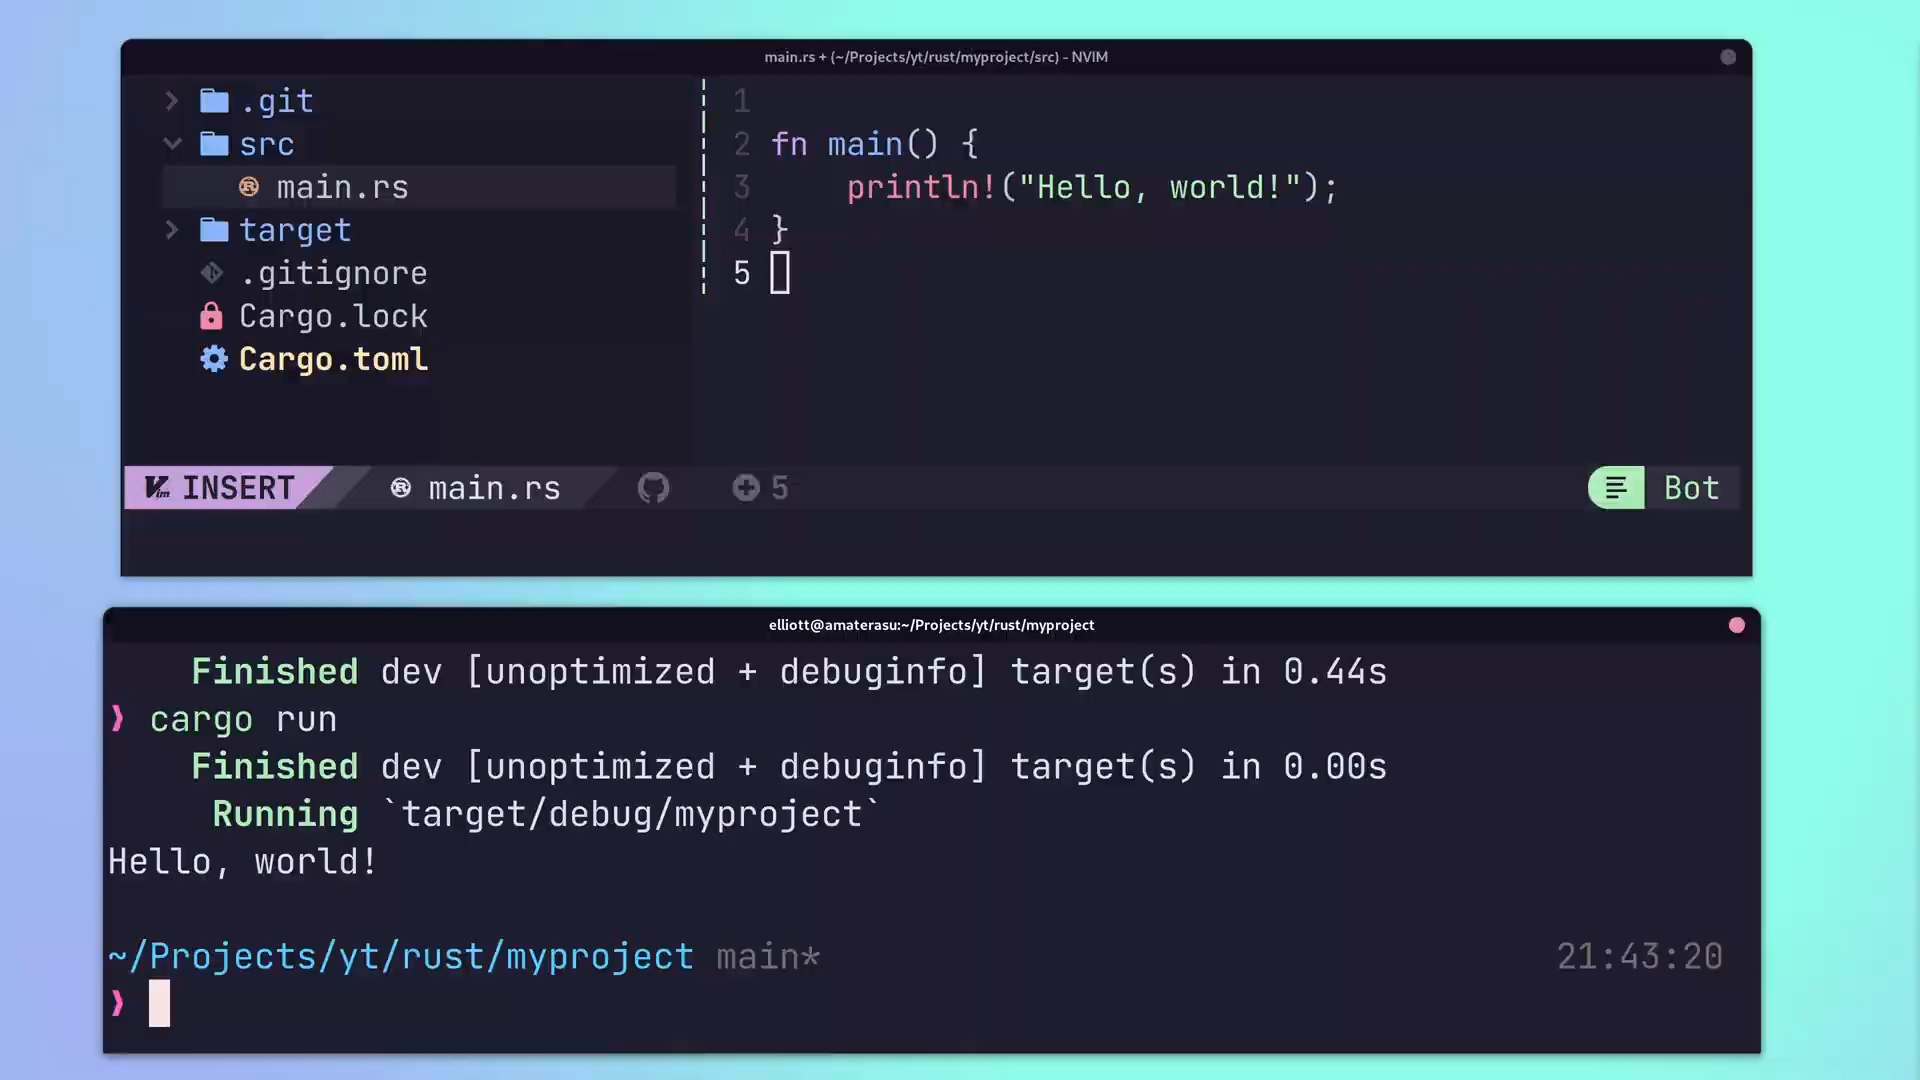 main.rs + (~/Projects/yt/rust/myproject/src) - NVIM
.git
src
main.rs
target
.gitignore
Cargo.lock
Cargo.toml
1
2 fn main() {
3 println!("Hello, world!");
4 }
5
INSERT main.rs 5 Bot
elliott@amaterasu:~/Projects/yt/rust/myproject
Finished dev [unoptimized + debuginfo] target(s) in 0.44s
❯ cargo run
Finished dev [unoptimized + debuginfo] target(s) in 0.00s
Running `target/debug/myproject`
Hello, world!
~/Projects/yt/rust/myproject main* 21:43:20
❯